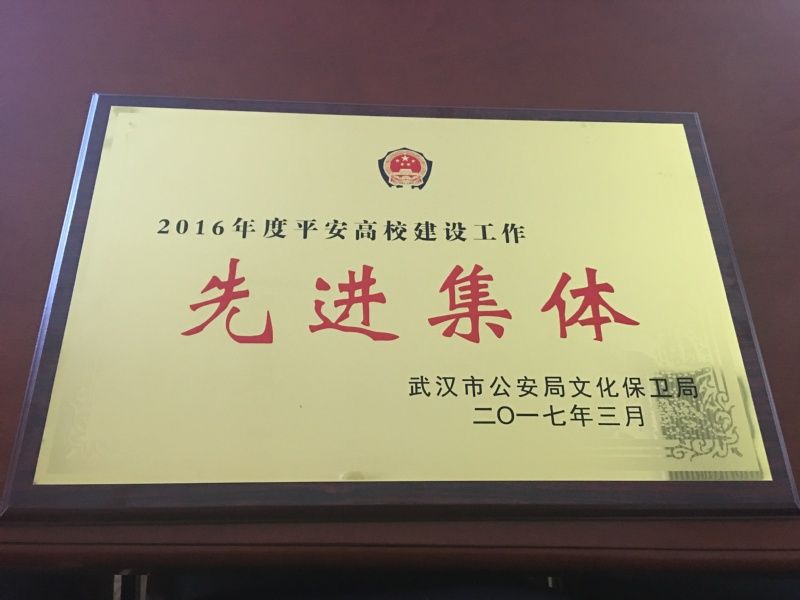 2016年度平安高校建设工作
先进集体
武汉市公安局文化保卫局
二〇一七年三月